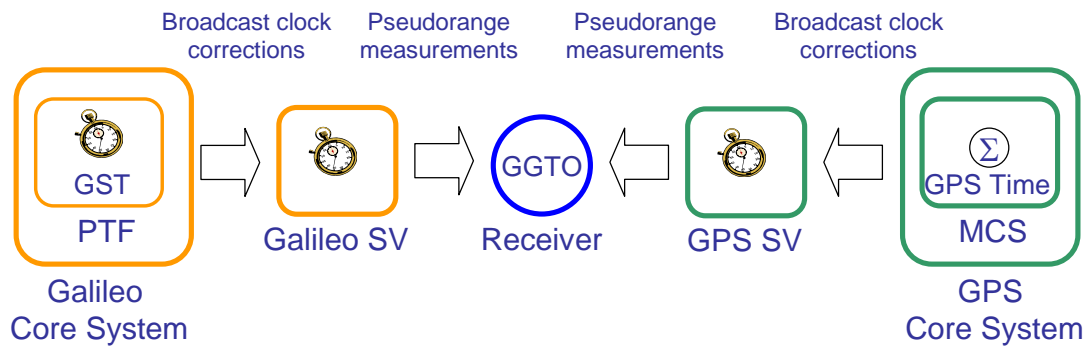 Broadcast clock
corrections
Pseudorange
measurements
Pseudorange
measurements
Broadcast clock
corrections
GST
PTF
Galileo
Core System
Galileo SV
GGTO
Receiver
GPS SV
Σ
GPS Time
MCS
GPS
Core System